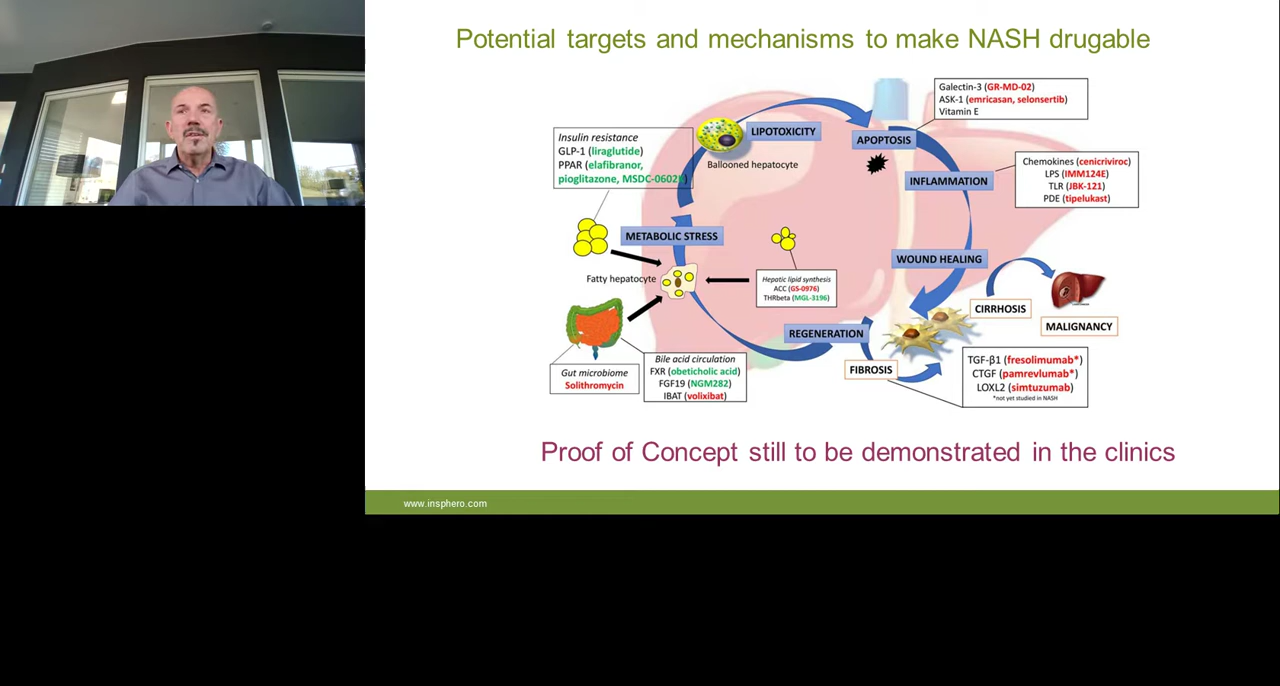 Potential targets and mechanisms to make NASH drugable
Galectin-3 (GR-MD-02)
ASK-1 (emricasan, selonsertib)
Vitamin E
Insulin resistance
GLP-1 (liraglutide)
PPAR (elafibranor,
pioglitazone, MSDC-0602)
LIPOTOXICITY
Ballooned hepatocyte
APOPTOSIS
INFLAMMATION
Chemokines (cenicriviroc)
LPS (IMM124E)
TLR (JBK-121)
PDE (tipelukast)
METABOLIC STRESS
Fatty hepatocyte
Hepatic lipid synthesis
ACC (GS-0976)
THRbeta (MGL-3196)
WOUND HEALING
CIRRHOSIS
MALIGNANCY
REGENERATION
FIBROSIS
Gut microbiome
Solithromycin
Bile acid circulation
FXR (obeticholic acid)
FGF19 (NGM282)
IBAT (volixibat)
TGF-β1 (fresolimumab*)
CTGF (pamrevlumab*)
LOXL2 (simtuzumab)
*not yet studied in NASH
Proof of Concept still to be demonstrated in the clinics
www.insphero.com